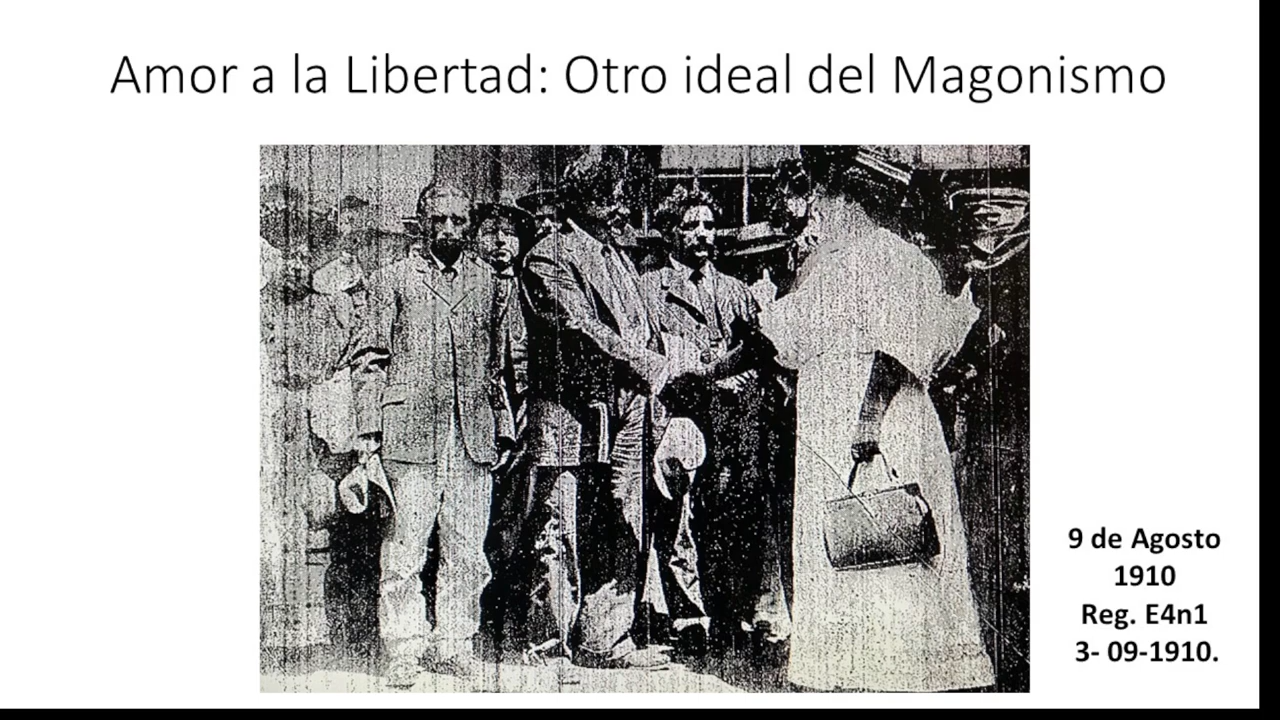 Amor a la Libertad: Otro ideal del Magonismo
9 de Agosto
1910
Reg. E4n1
3- 09-1910.